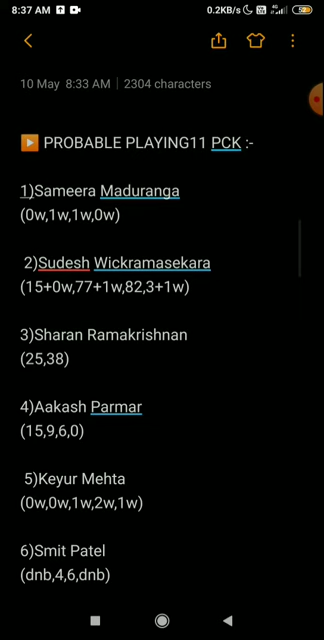 8:37 AM
0.2KB/s
4G
52
10 May 8:33 AM | 2304 characters
▶️ PROBABLE PLAYING11 PCK :-
1)Sameera Maduranga
(0w,1w,1w,0w)
2)Sudesh Wickramasekara
(15+0w,77+1w,82,3+1w)
3)Sharan Ramakrishnan
(25,38)
4)Aakash Parmar
(15,9,6,0)
5)Keyur Mehta
(0w,0w,1w,2w,1w)
6)Smit Patel
(dnb,4,6,dnb)